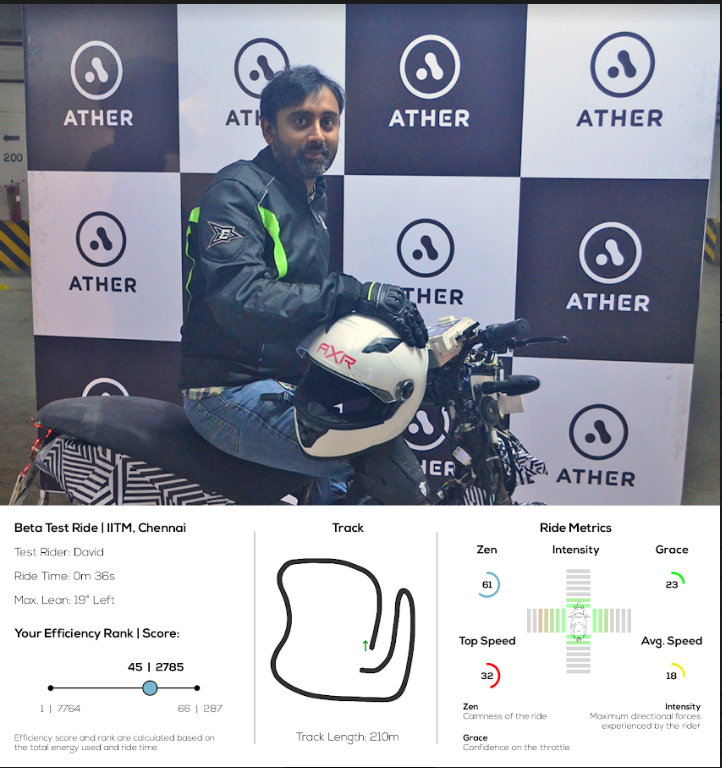 ATHER
ATHER
ATHER
ATHER
200
E
ATHER
ATHER
ATHER
AXR
ATHER
Beta Test Ride | IITM, Chennai
Test Rider: David
Ride Time: 0m 36s
Max. Lean: 19° Left
Your Efficiency Rank | Score:
45 | 2785
1 | 7764
66 | 287
Efficiency score and rank are calculated based on
the total energy used and ride time.
Track
Track Length: 210m
Ride Metrics
Zen
Intensity
Grace
61
23
Top Speed
Avg. Speed
32
18
Zen
Calmness of the ride
Intensity
Maximum directional forces
experienced by the rider
Grace
Confidence on the throttle